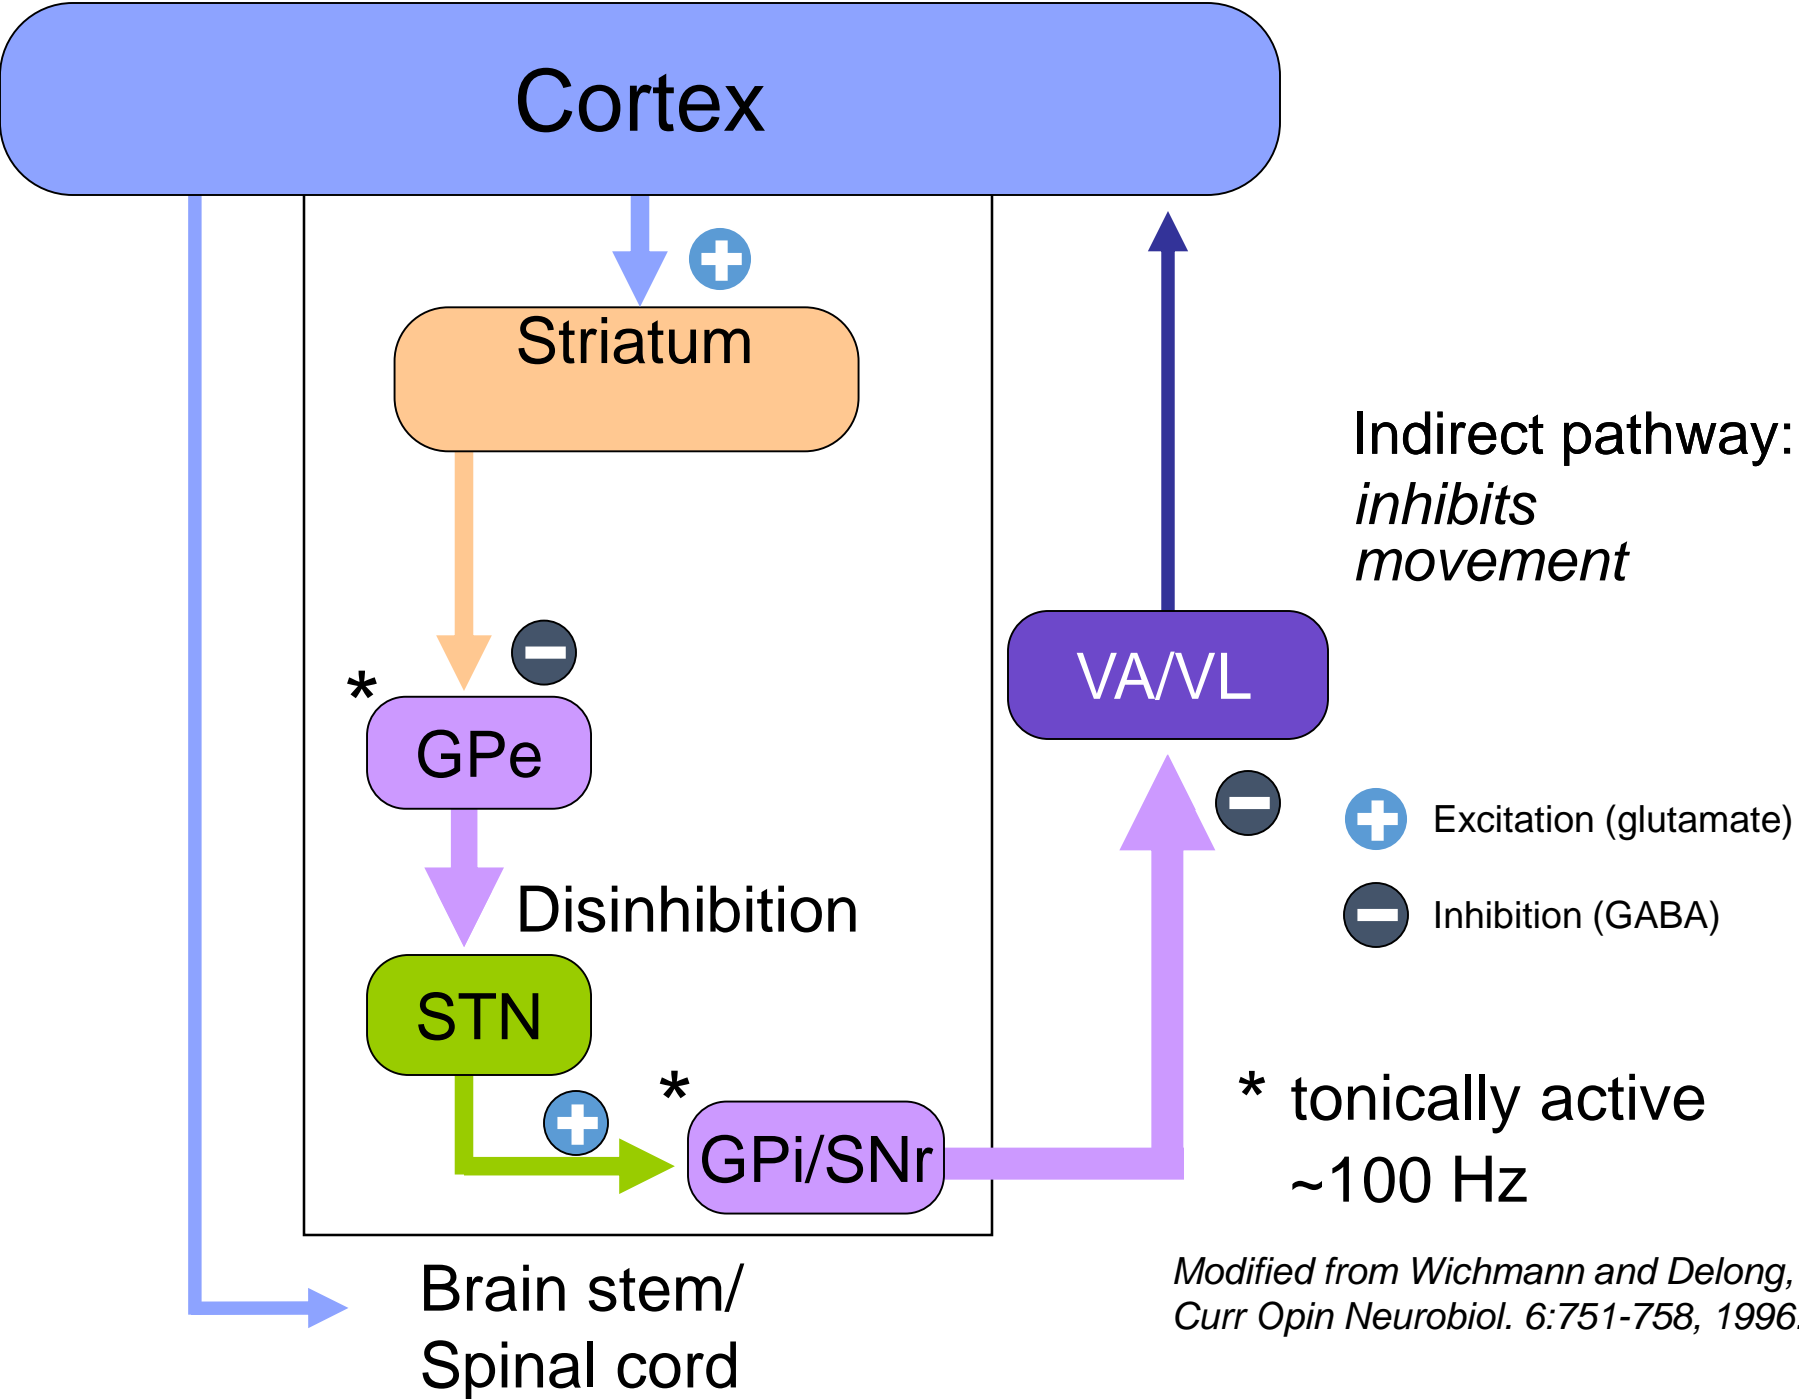 Cortex
Striatum
Indirect pathway:
inhibits
movement
*
VA/VL
GPe
Excitation (glutamate)
Disinhibition
Inhibition (GABA)
STN
*
GPi/SNr
* tonically active
~100 Hz
Brain stem/
Spinal cord
Modified from Wichmann and Delong,
Curr Opin Neurobiol. 6:751-758, 1996.